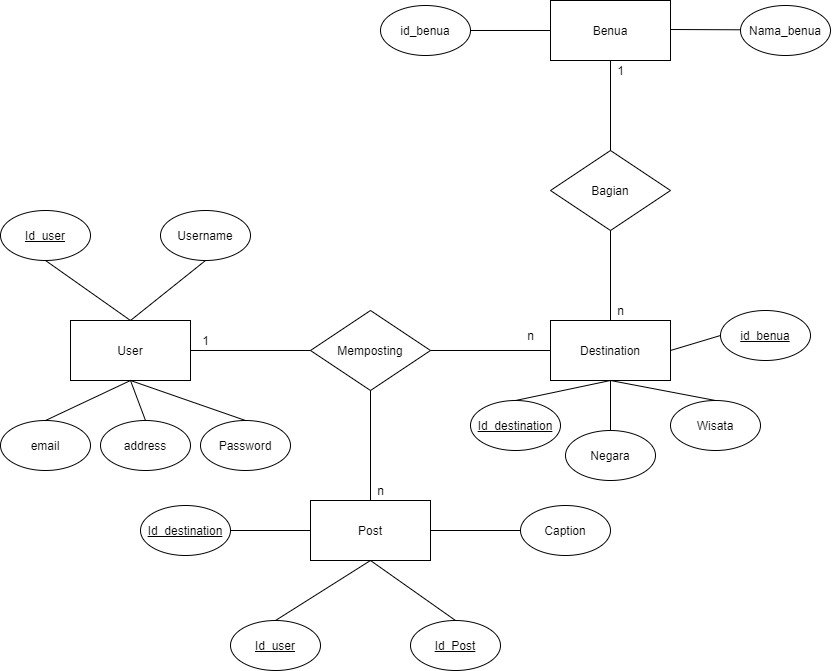 id_benua
Benua
Nama_benua
1
Bagian
Id_user
Username
n
User
1
Memposting
n
Destination
id_benua
email
address
Password
Id_destination
Negara
Wisata
n
Id_destination
Post
Caption
Id_user
Id_Post